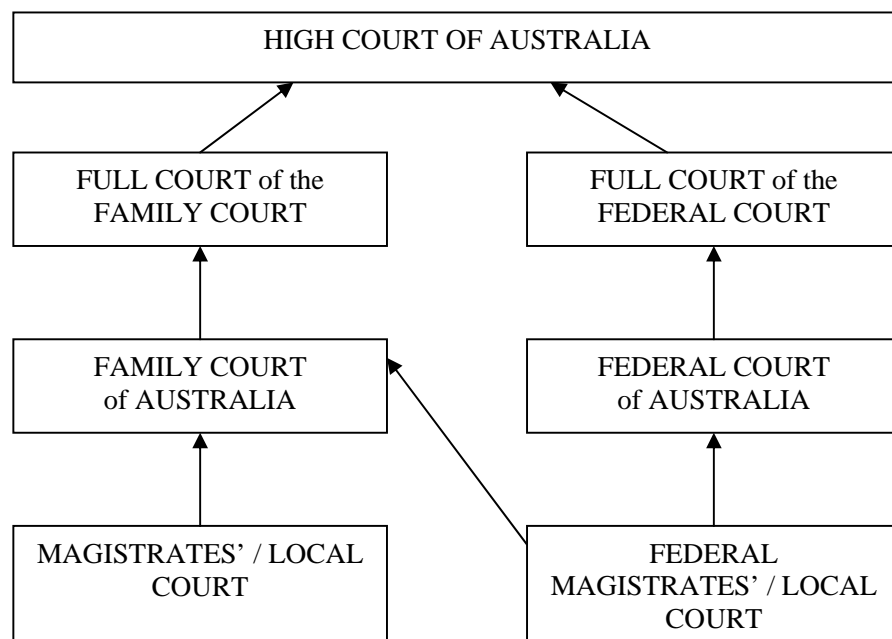 HIGH COURT OF AUSTRALIA
FULL COURT of the
FAMILY COURT
FULL COURT of the
FEDERAL COURT
FAMILY COURT
of AUSTRALIA
FEDERAL COURT
of AUSTRALIA
MAGISTRATES’ / LOCAL
COURT
FEDERAL
MAGISTRATES’ / LOCAL
COURT